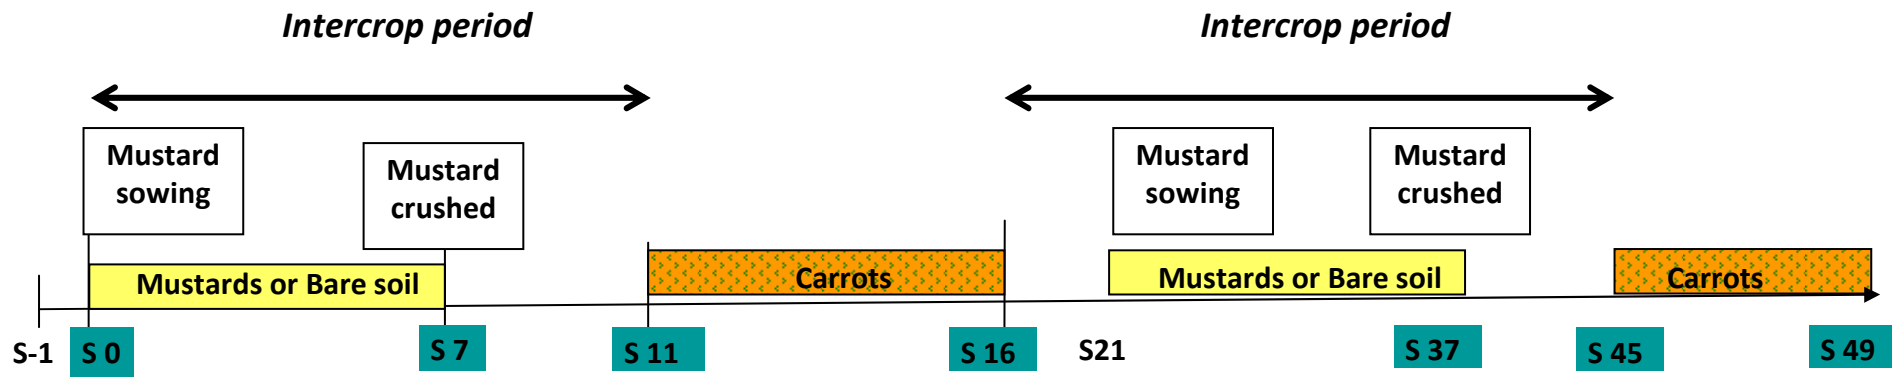 Intercrop period
Intercrop period
Mustard
sowing
Mustard
crushed
Mustard
sowing
Mustard
crushed
Mustards or Bare soil
Carrots
Mustards or Bare soil
Carrots
S-1
S 0
S 7
S 11
S 16
S21
S 37
S 45
S 49